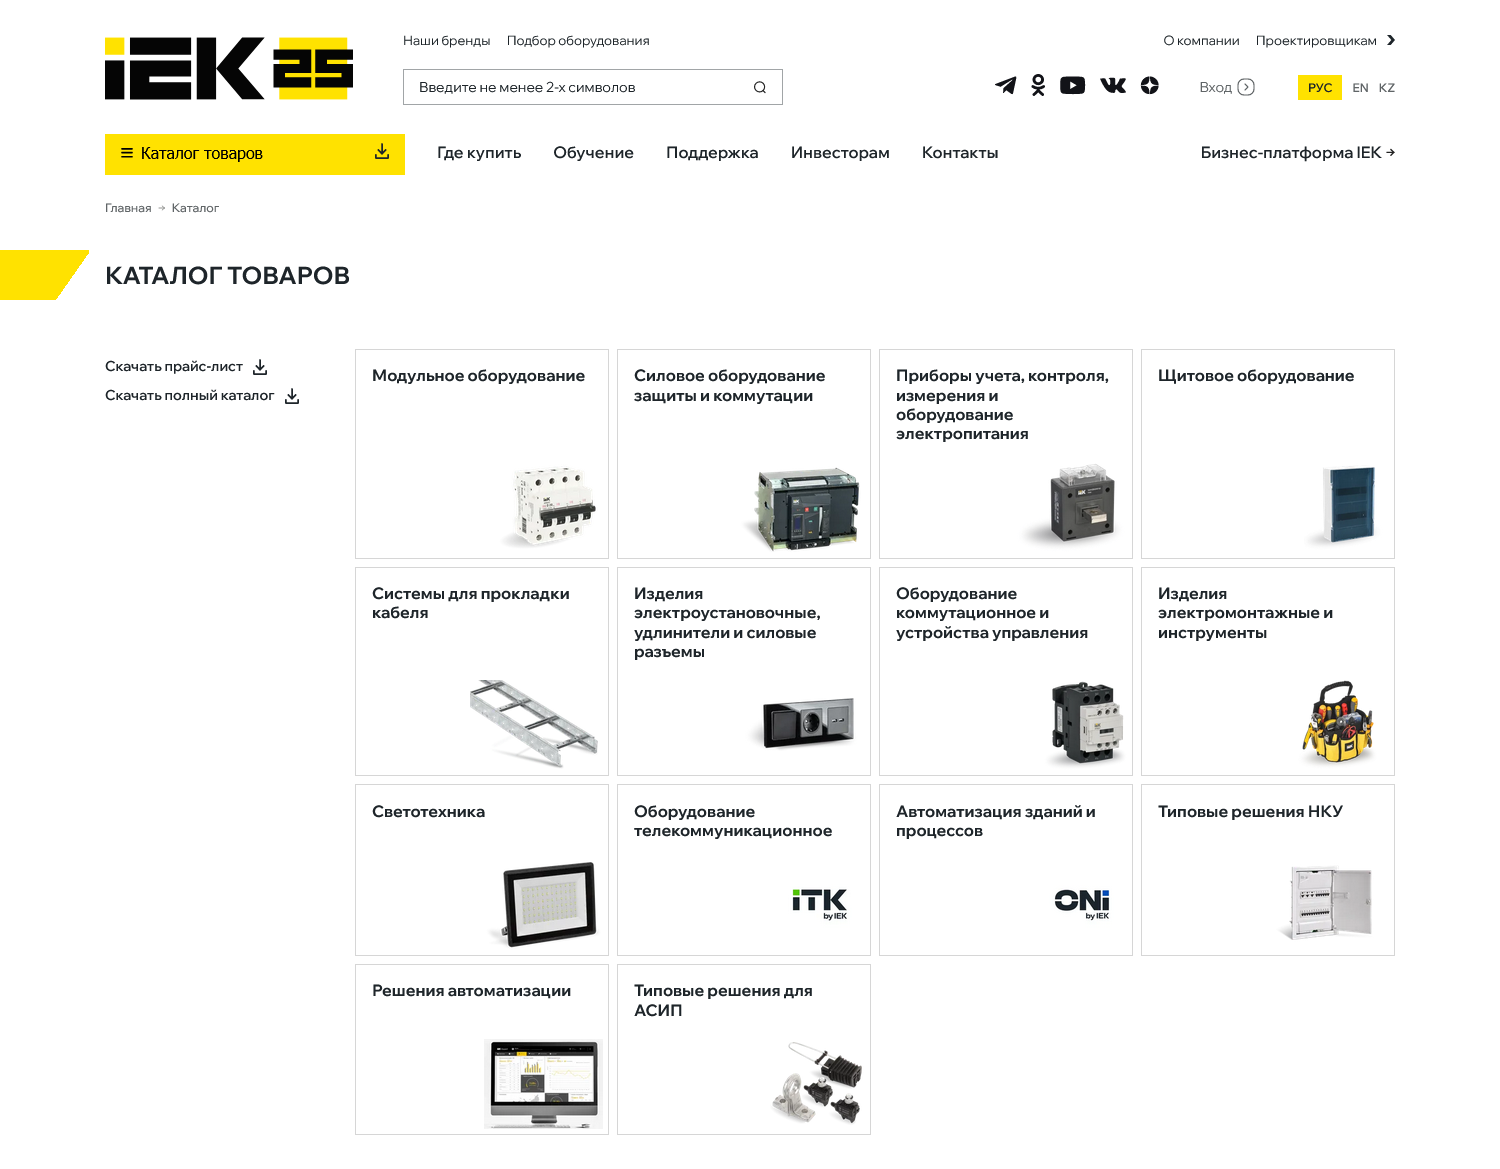 IEK 25
Наши бренды Подбор оборудования
О компании Проектировщикам
Введите не менее 2-х символов
Вход
РУС EN KZ
Каталог товаров
Где купить Обучение Поддержка Инвесторам Контакты
Бизнес-платформа IEK →
Главная → Каталог
КАТАЛОГ ТОВАРОВ
Скачать прайс-лист
Скачать полный каталог
Модульное оборудование
Силовое оборудование
защиты и коммутации
Приборы учета, контроля,
измерения и
оборудование
электропитания
Щитовое оборудование
Системы для прокладки
кабеля
Изделия
электроустановочные,
удлинители и силовые
разъемы
Оборудование
коммутационное и
устройства управления
Изделия
электромонтажные и
инструменты
Светотехника
Оборудование
телекоммуникационное
iTK
by IEK
Автоматизация зданий и
процессов
ONi
by IEK
Типовые решения НКУ
Решения автоматизации
Типовые решения для
АСИП